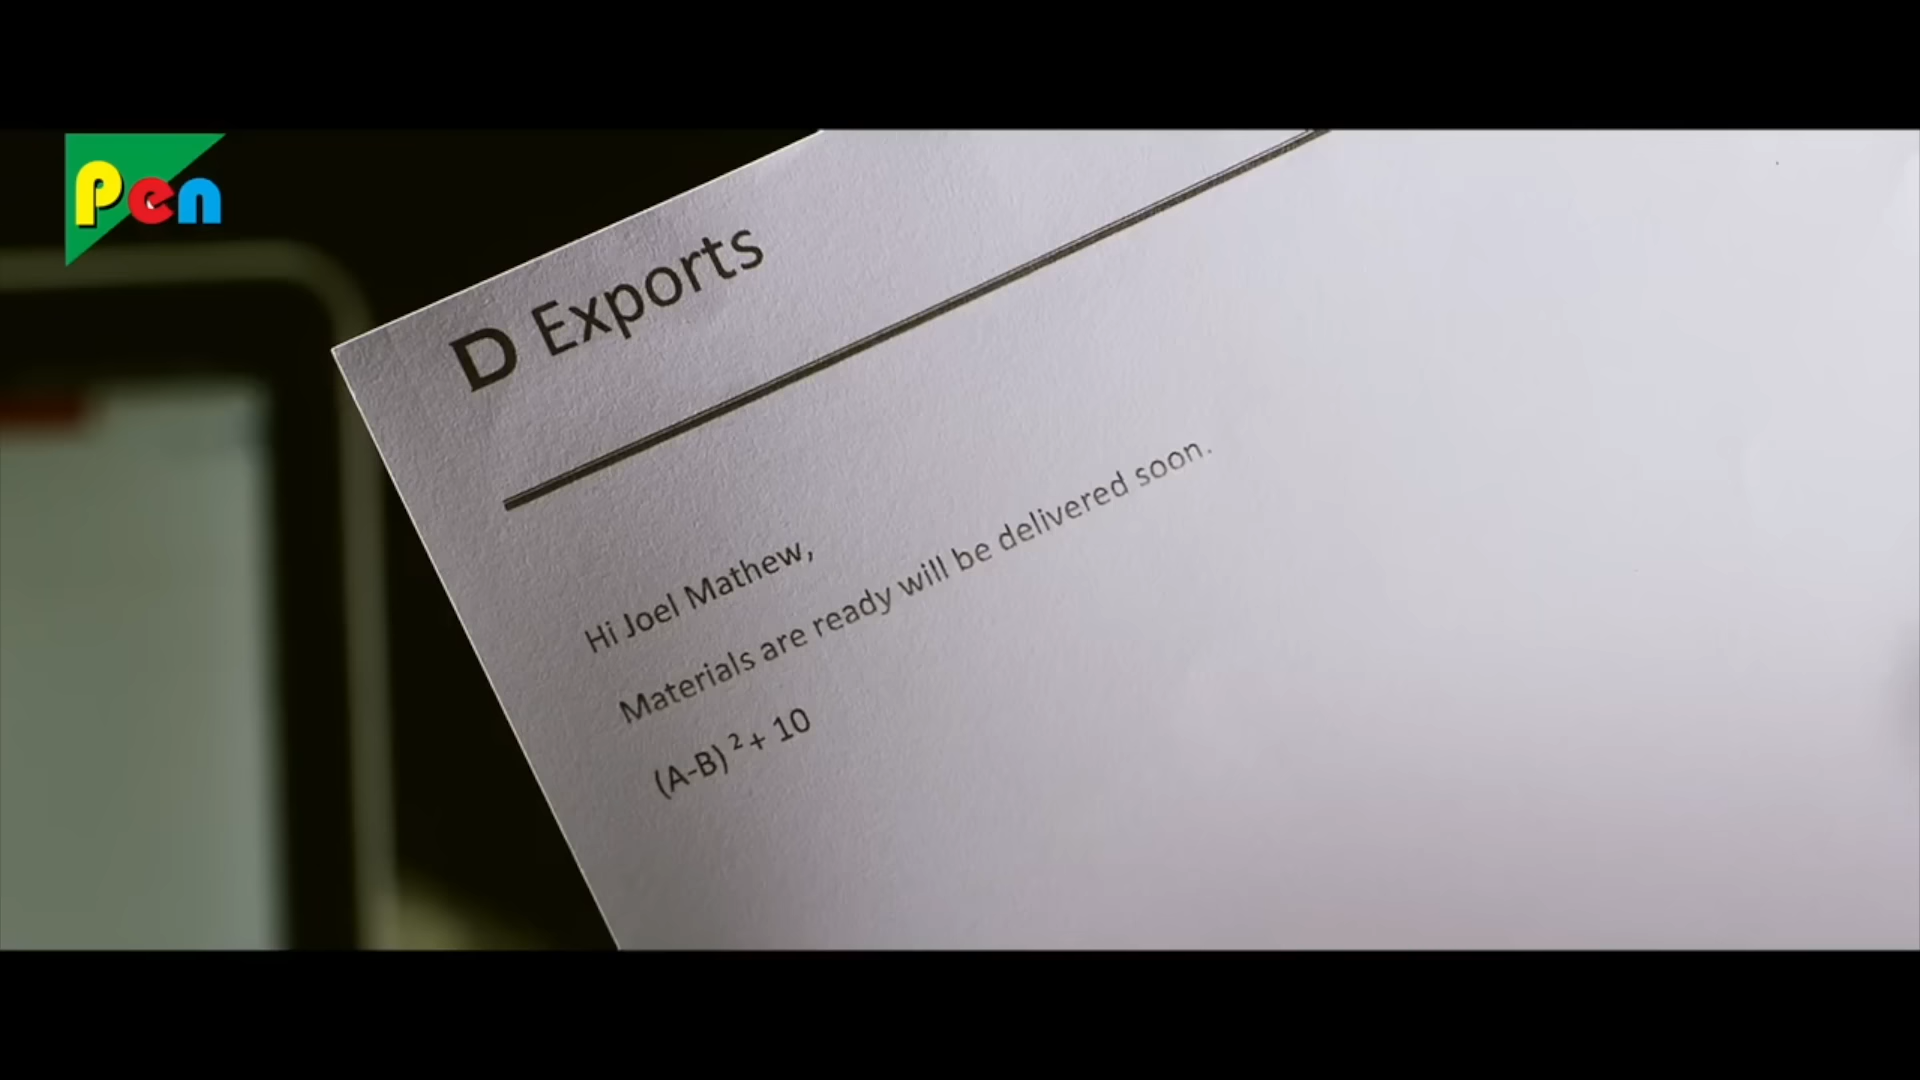 Pen
D Exports
Hi Joel Mathew,
Materials are ready will be delivered soon.
(A-B) ²+ 10